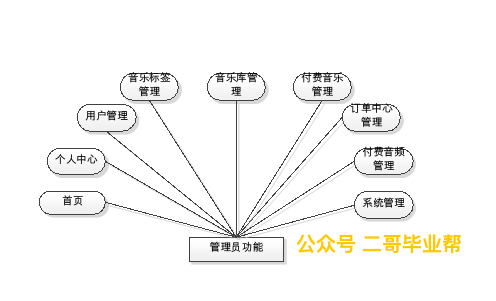 音乐标签
管理
音乐库管
理
付费音乐
管理
用户管理
订单中心
管理
个人中心
付费音频
管理
首页
系统管理
管理员功能
公众号 二哥毕业帮